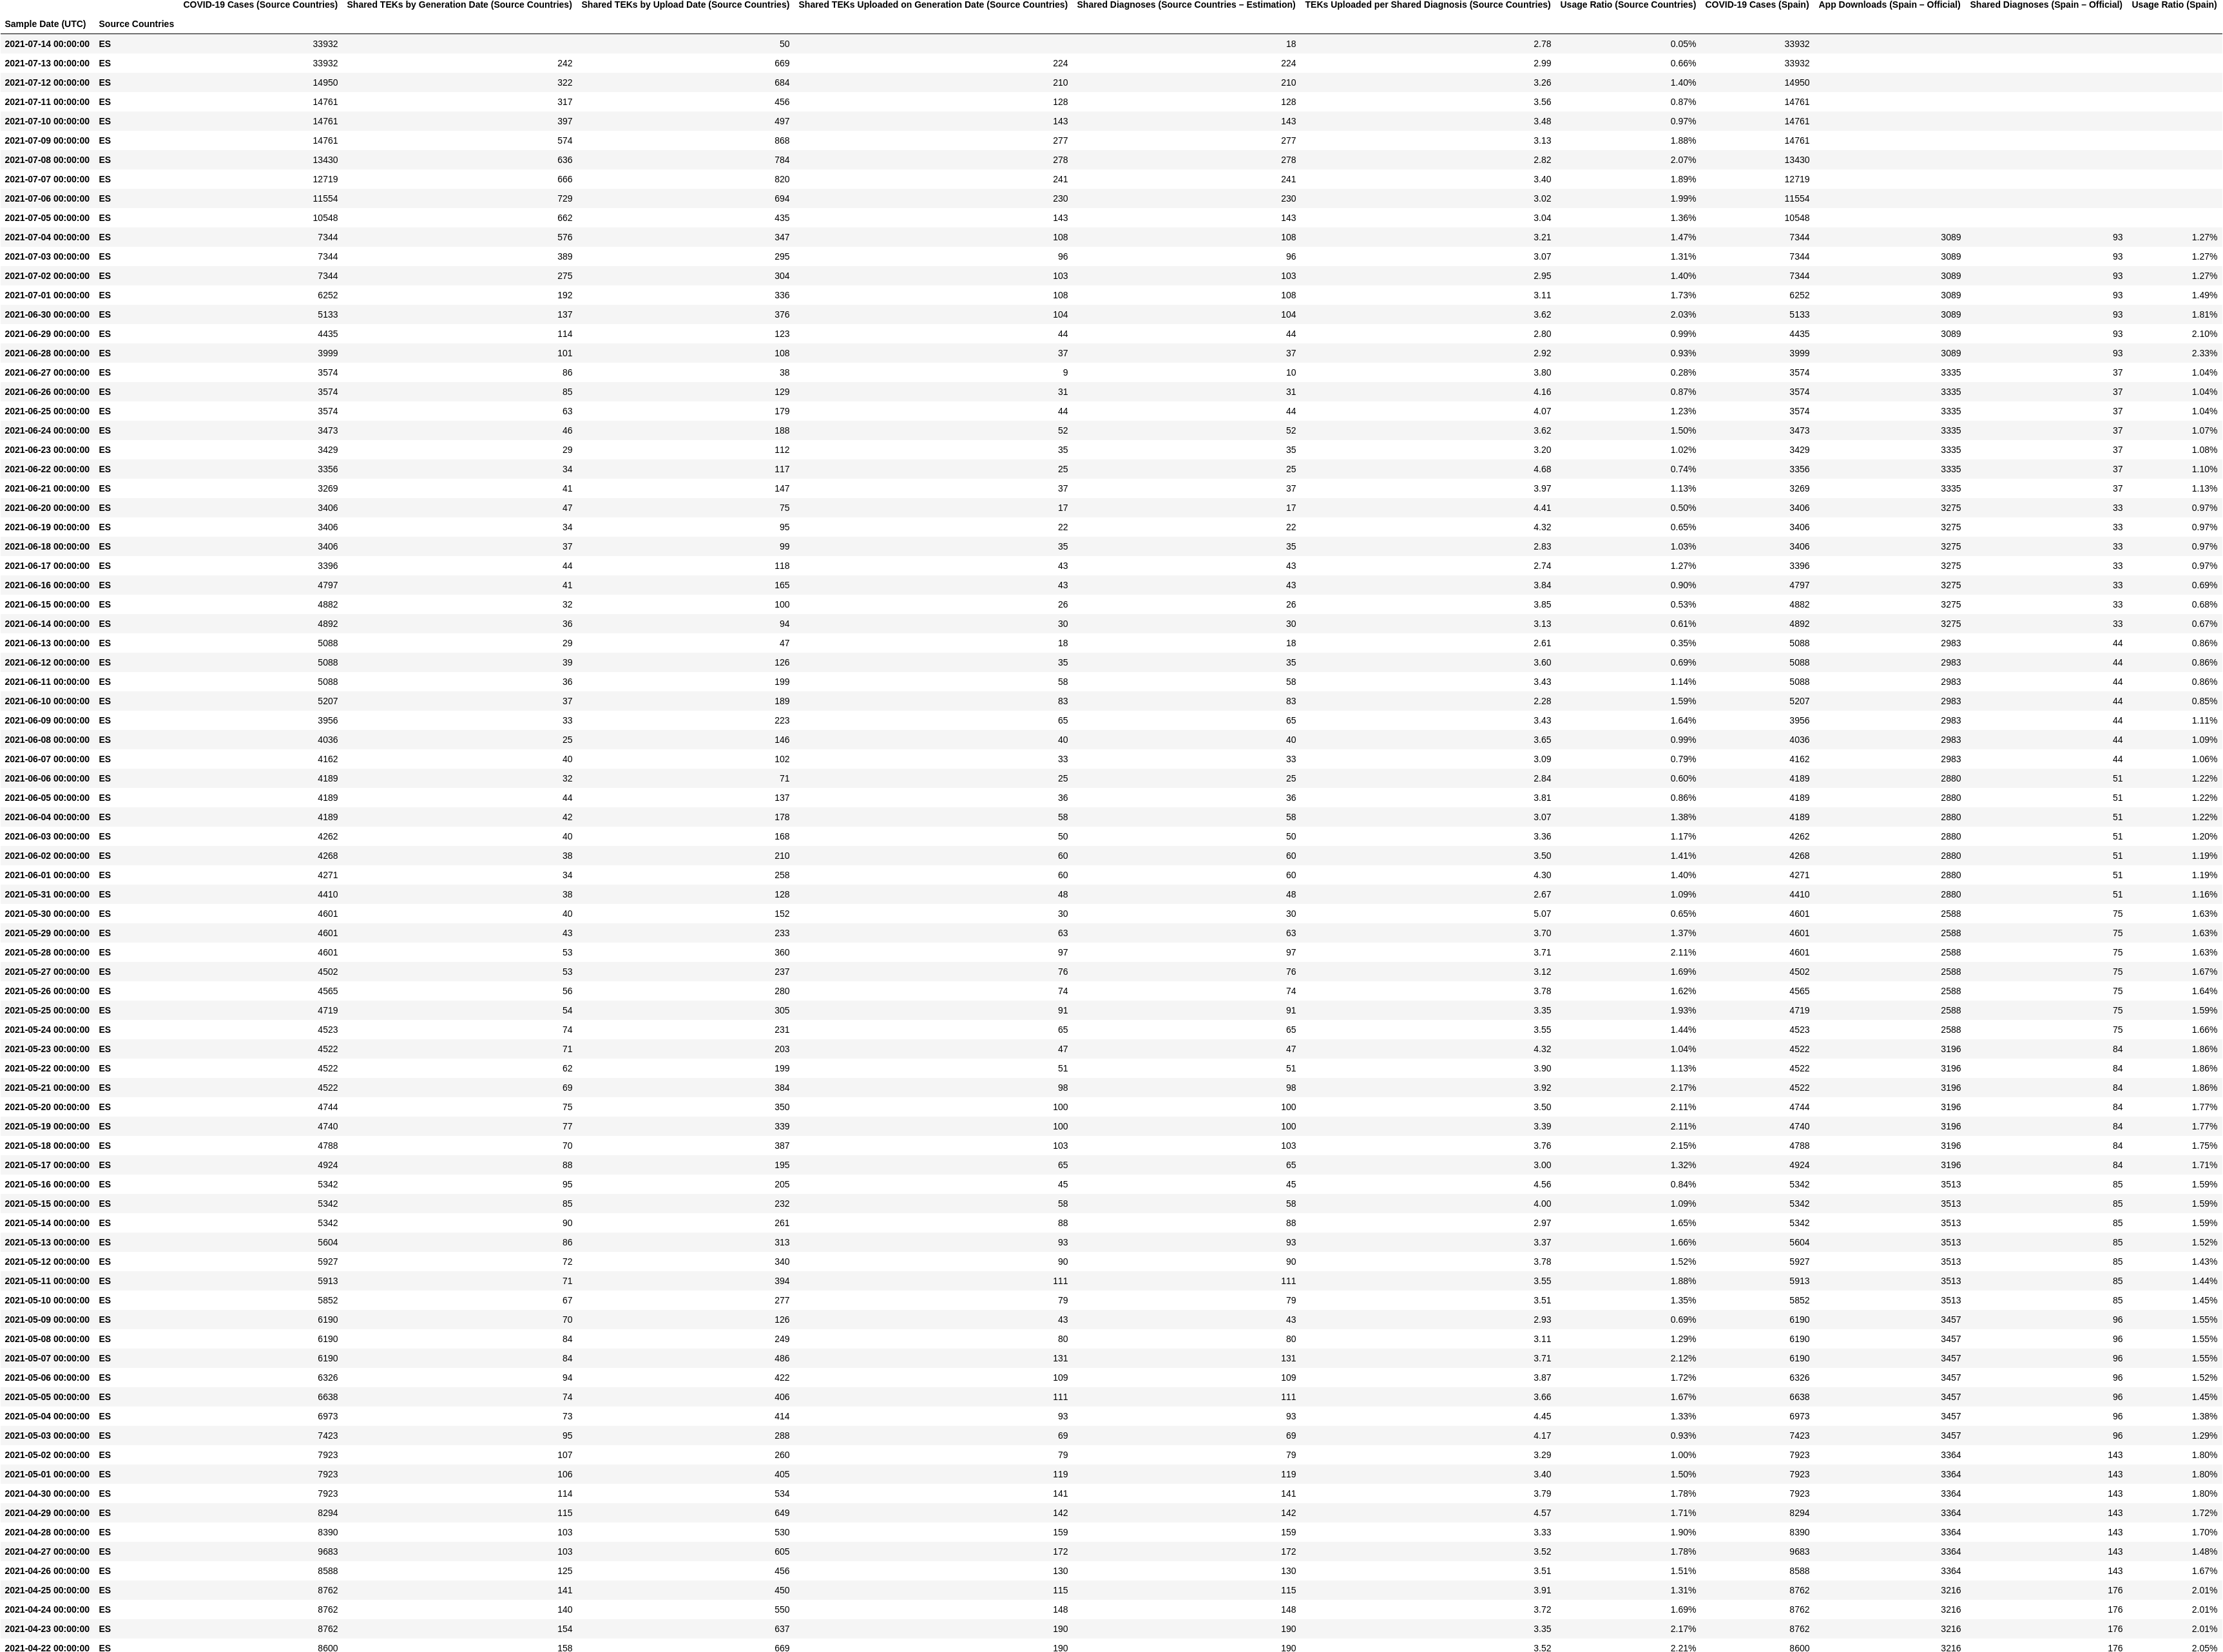 COVID-19 Cases (Source Countries) Shared TEKs by Generation Date (Source Countries) Shared TEKs by Upload Date (Source Countries) Shared TEKs Uploaded on Generation Date (Source Countries) Shared Diagnoses (Source Countries – Estimation) TEKs Uploaded per Shared Diagnosis (Source Countries) Usage Ratio (Source Countries) COVID-19 Cases (Spain) App Downloads (Spain – Official) Shared Diagnoses (Spain – Official) Usage Ratio (Spain)
Sample Date (UTC) Source Countries
2021-07-14 00:00:00 ES 33932 50 18 2.78 0.05% 33932
2021-07-13 00:00:00 ES 33932 242 669 224 224 2.99 0.66% 33932
2021-07-12 00:00:00 ES 14950 322 684 210 210 3.26 1.40% 14950
2021-07-11 00:00:00 ES 14761 317 456 128 128 3.56 0.87% 14761
2021-07-10 00:00:00 ES 14761 397 497 143 143 3.48 0.97% 14761
2021-07-09 00:00:00 ES 14761 574 868 277 277 3.13 1.88% 14761
2021-07-08 00:00:00 ES 13430 636 784 278 278 2.82 2.07% 13430
2021-07-07 00:00:00 ES 12719 666 820 241 241 3.40 1.89% 12719
2021-07-06 00:00:00 ES 11554 729 694 230 230 3.02 1.99% 11554
2021-07-05 00:00:00 ES 10548 662 435 143 143 3.04 1.36% 10548
2021-07-04 00:00:00 ES 7344 576 347 108 108 3.21 1.47% 7344 3089 93 1.27%
2021-07-03 00:00:00 ES 7344 389 295 96 96 3.07 1.31% 7344 3089 93 1.27%
2021-07-02 00:00:00 ES 7344 275 304 103 103 2.95 1.40% 7344 3089 93 1.27%
2021-07-01 00:00:00 ES 6252 192 336 108 108 3.11 1.73% 6252 3089 93 1.49%
2021-06-30 00:00:00 ES 5133 137 376 104 104 3.62 2.03% 5133 3089 93 1.81%
2021-06-29 00:00:00 ES 4435 114 123 44 44 2.80 0.99% 4435 3089 93 2.10%
2021-06-28 00:00:00 ES 3999 101 108 37 37 2.92 0.93% 3999 3089 93 2.33%
2021-06-27 00:00:00 ES 3574 86 38 9 10 3.80 0.28% 3574 3335 37 1.04%
2021-06-26 00:00:00 ES 3574 85 129 31 31 4.16 0.87% 3574 3335 37 1.04%
2021-06-25 00:00:00 ES 3574 63 179 44 44 4.07 1.23% 3574 3335 37 1.04%
2021-06-24 00:00:00 ES 3473 46 188 52 52 3.62 1.50% 3473 3335 37 1.07%
2021-06-23 00:00:00 ES 3429 29 112 35 35 3.20 1.02% 3429 3335 37 1.08%
2021-06-22 00:00:00 ES 3356 34 117 25 25 4.68 0.74% 3356 3335 37 1.10%
2021-06-21 00:00:00 ES 3269 41 147 37 37 3.97 1.13% 3269 3335 37 1.13%
2021-06-20 00:00:00 ES 3406 47 75 17 17 4.41 0.50% 3406 3275 33 0.97%
2021-06-19 00:00:00 ES 3406 34 95 22 22 4.32 0.65% 3406 3275 33 0.97%
2021-06-18 00:00:00 ES 3406 37 99 35 35 2.83 1.03% 3406 3275 33 0.97%
2021-06-17 00:00:00 ES 3396 44 118 43 43 2.74 1.27% 3396 3275 33 0.97%
2021-06-16 00:00:00 ES 4797 41 165 43 43 3.84 0.90% 4797 3275 33 0.69%
2021-06-15 00:00:00 ES 4882 32 100 26 26 3.85 0.53% 4882 3275 33 0.68%
2021-06-14 00:00:00 ES 4892 36 94 30 30 3.13 0.61% 4892 3275 33 0.67%
2021-06-13 00:00:00 ES 5088 29 47 18 18 2.61 0.35% 5088 2983 44 0.86%
2021-06-12 00:00:00 ES 5088 39 126 35 35 3.60 0.69% 5088 2983 44 0.86%
2021-06-11 00:00:00 ES 5088 36 199 58 58 3.43 1.14% 5088 2983 44 0.86%
2021-06-10 00:00:00 ES 5207 37 189 83 83 2.28 1.59% 5207 2983 44 0.85%
2021-06-09 00:00:00 ES 3956 33 223 65 65 3.43 1.64% 3956 2983 44 1.11%
2021-06-08 00:00:00 ES 4036 25 146 40 40 3.65 0.99% 4036 2983 44 1.09%
2021-06-07 00:00:00 ES 4162 40 102 33 33 3.09 0.79% 4162 2983 44 1.06%
2021-06-06 00:00:00 ES 4189 32 71 25 25 2.84 0.60% 4189 2880 51 1.22%
2021-06-05 00:00:00 ES 4189 44 137 36 36 3.81 0.86% 4189 2880 51 1.22%
2021-06-04 00:00:00 ES 4189 42 178 58 58 3.07 1.38% 4189 2880 51 1.22%
2021-06-03 00:00:00 ES 4262 40 168 50 50 3.36 1.17% 4262 2880 51 1.20%
2021-06-02 00:00:00 ES 4268 38 210 60 60 3.50 1.41% 4268 2880 51 1.19%
2021-06-01 00:00:00 ES 4271 34 258 60 60 4.30 1.40% 4271 2880 51 1.19%
2021-05-31 00:00:00 ES 4410 38 128 48 48 2.67 1.09% 4410 2880 51 1.16%
2021-05-30 00:00:00 ES 4601 40 152 30 30 5.07 0.65% 4601 2588 75 1.63%
2021-05-29 00:00:00 ES 4601 43 233 63 63 3.70 1.37% 4601 2588 75 1.63%
2021-05-28 00:00:00 ES 4601 53 360 97 97 3.71 2.11% 4601 2588 75 1.63%
2021-05-27 00:00:00 ES 4502 53 237 76 76 3.12 1.69% 4502 2588 75 1.67%
2021-05-26 00:00:00 ES 4565 56 280 74 74 3.78 1.62% 4565 2588 75 1.64%
2021-05-25 00:00:00 ES 4719 54 305 91 91 3.35 1.93% 4719 2588 75 1.59%
2021-05-24 00:00:00 ES 4523 74 231 65 65 3.55 1.44% 4523 2588 75 1.66%
2021-05-23 00:00:00 ES 4522 71 203 47 47 4.32 1.04% 4522 3196 84 1.86%
2021-05-22 00:00:00 ES 4522 62 199 51 51 3.90 1.13% 4522 3196 84 1.86%
2021-05-21 00:00:00 ES 4522 69 384 98 98 3.92 2.17% 4522 3196 84 1.86%
2021-05-20 00:00:00 ES 4744 75 350 100 100 3.50 2.11% 4744 3196 84 1.77%
2021-05-19 00:00:00 ES 4740 77 339 100 100 3.39 2.11% 4740 3196 84 1.77%
2021-05-18 00:00:00 ES 4788 70 387 103 103 3.76 2.15% 4788 3196 84 1.75%
2021-05-17 00:00:00 ES 4924 88 195 65 65 3.00 1.32% 4924 3196 84 1.71%
2021-05-16 00:00:00 ES 5342 95 205 45 45 4.56 0.84% 5342 3513 85 1.59%
2021-05-15 00:00:00 ES 5342 85 232 58 58 4.00 1.09% 5342 3513 85 1.59%
2021-05-14 00:00:00 ES 5342 90 261 88 88 2.97 1.65% 5342 3513 85 1.59%
2021-05-13 00:00:00 ES 5604 86 313 93 93 3.37 1.66% 5604 3513 85 1.52%
2021-05-12 00:00:00 ES 5927 72 340 90 90 3.78 1.52% 5927 3513 85 1.43%
2021-05-11 00:00:00 ES 5913 71 394 111 111 3.55 1.88% 5913 3513 85 1.44%
2021-05-10 00:00:00 ES 5852 67 277 79 79 3.51 1.35% 5852 3513 85 1.45%
2021-05-09 00:00:00 ES 6190 70 126 43 43 2.93 0.69% 6190 3457 96 1.55%
2021-05-08 00:00:00 ES 6190 84 249 80 80 3.11 1.29% 6190 3457 96 1.55%
2021-05-07 00:00:00 ES 6190 84 486 131 131 3.71 2.12% 6190 3457 96 1.55%
2021-05-06 00:00:00 ES 6326 94 422 109 109 3.87 1.72% 6326 3457 96 1.52%
2021-05-05 00:00:00 ES 6638 74 406 111 111 3.66 1.67% 6638 3457 96 1.45%
2021-05-04 00:00:00 ES 6973 73 414 93 93 4.45 1.33% 6973 3457 96 1.38%
2021-05-03 00:00:00 ES 7423 95 288 69 69 4.17 0.93% 7423 3457 96 1.29%
2021-05-02 00:00:00 ES 7923 107 260 79 79 3.29 1.00% 7923 3364 143 1.80%
2021-05-01 00:00:00 ES 7923 106 405 119 119 3.40 1.50% 7923 3364 143 1.80%
2021-04-30 00:00:00 ES 7923 114 534 141 141 3.79 1.78% 7923 3364 143 1.80%
2021-04-29 00:00:00 ES 8294 115 649 142 142 4.57 1.71% 8294 3364 143 1.72%
2021-04-28 00:00:00 ES 8390 103 530 159 159 3.33 1.90% 8390 3364 143 1.70%
2021-04-27 00:00:00 ES 9683 103 605 172 172 3.52 1.78% 9683 3364 143 1.48%
2021-04-26 00:00:00 ES 8588 125 456 130 130 3.51 1.51% 8588 3364 143 1.67%
2021-04-25 00:00:00 ES 8762 141 450 115 115 3.91 1.31% 8762 3216 176 2.01%
2021-04-24 00:00:00 ES 8762 140 550 148 148 3.72 1.69% 8762 3216 176 2.01%
2021-04-23 00:00:00 ES 8762 154 637 190 190 3.35 2.17% 8762 3216 176 2.01%
2021-04-22 00:00:00 ES 8600 158 669 190 190 3.52 2.21% 8600 3216 176 2.05%